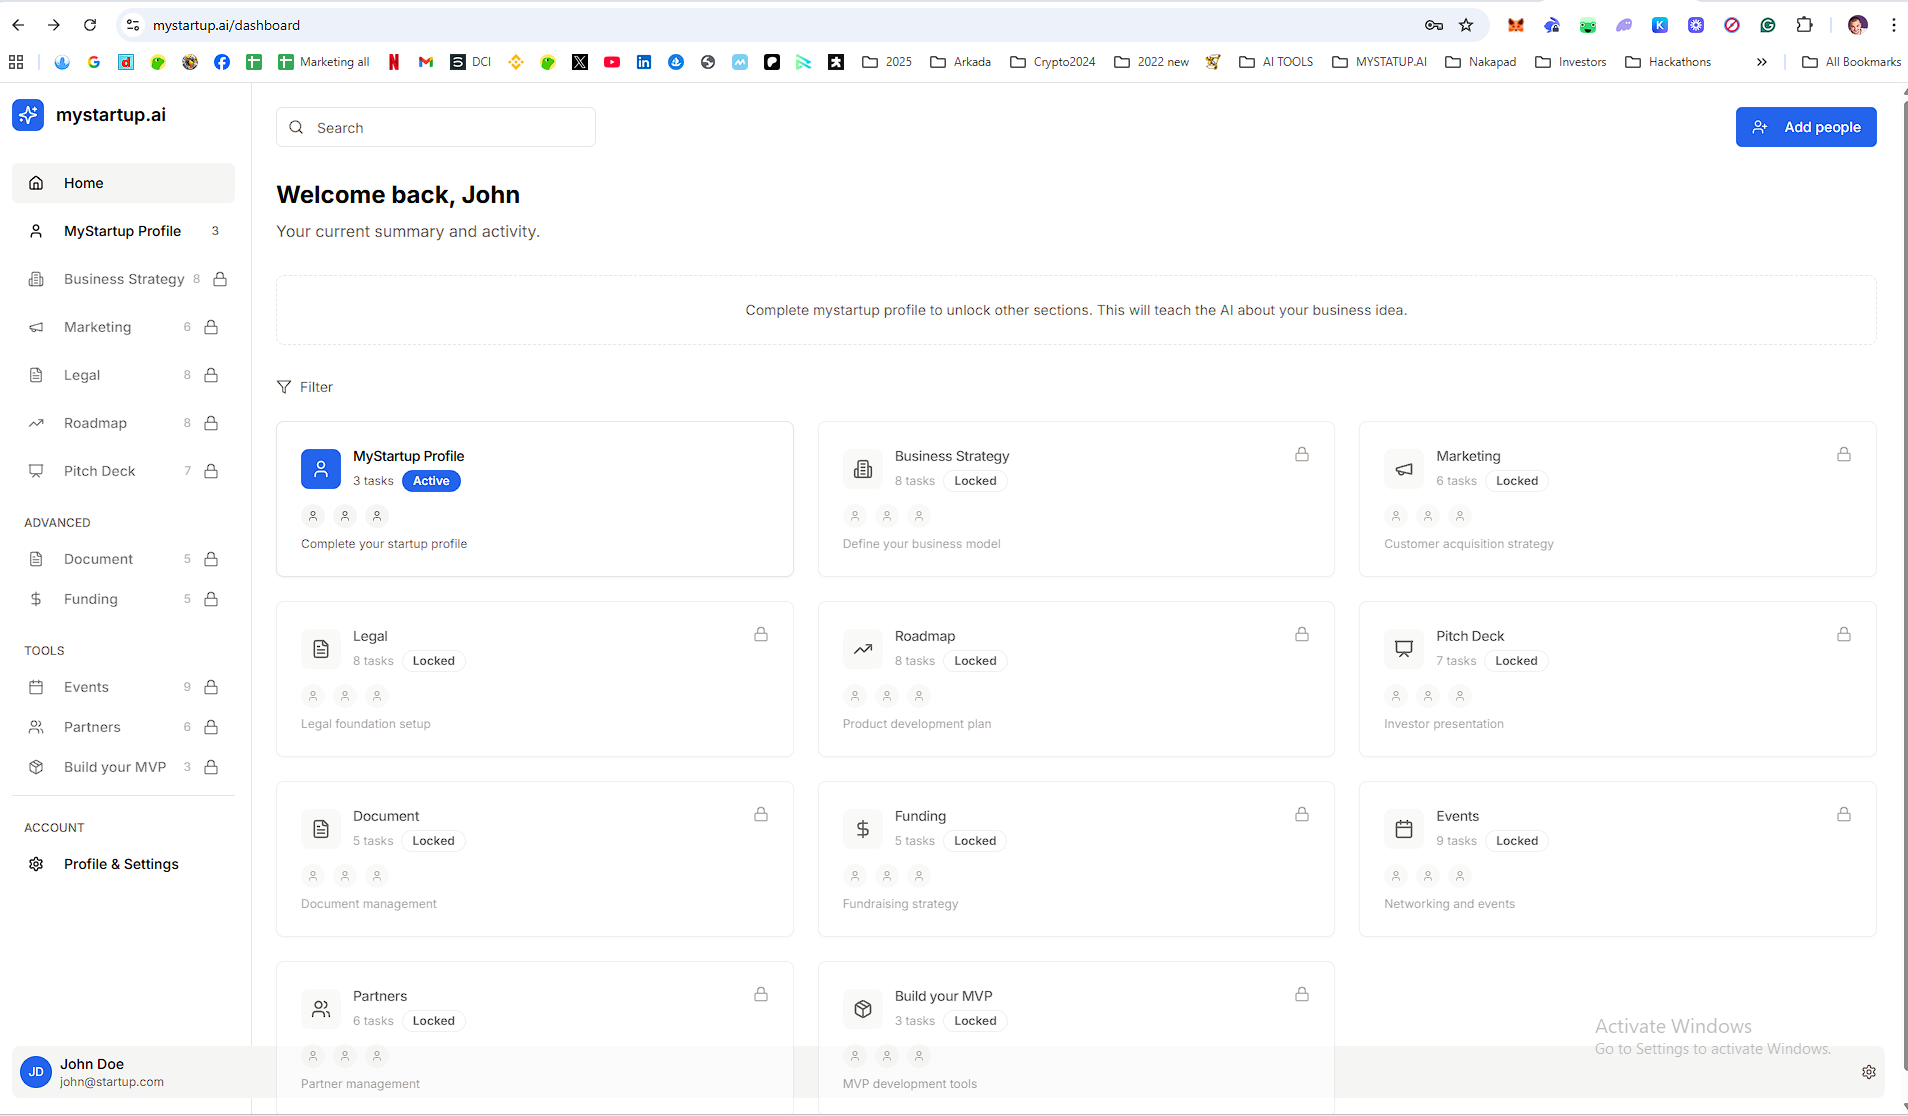 mystartup.ai/dashboard
Marketing all
DCI
2025
Arkada
Crypto2024
2022 new
AI TOOLS
MYSTATUP.AI
Nakapad
Investors
Hackathons
All Bookmarks
mystartup.ai
Home
MyStartup Profile 3
Business Strategy 8
Marketing 6
Legal 8
Roadmap 8
Pitch Deck 7
ADVANCED
Document 5
Funding 5
TOOLS
Events 9
Partners 6
Build your MVP 3
ACCOUNT
Profile & Settings
JD
John Doe
john@startup.com
Search
Add people
Welcome back, John
Your current summary and activity.
Complete mystartup profile to unlock other sections. This will teach the AI about your business idea.
Filter
MyStartup Profile
3 tasks Active
Complete your startup profile
Business Strategy
8 tasks Locked
Define your business model
Marketing
6 tasks Locked
Customer acquisition strategy
Legal
8 tasks Locked
Legal foundation setup
Roadmap
8 tasks Locked
Product development plan
Pitch Deck
7 tasks Locked
Investor presentation
Document
5 tasks Locked
Document management
Funding
5 tasks Locked
Fundraising strategy
Events
9 tasks Locked
Networking and events
Partners
6 tasks Locked
Partner management
Build your MVP
3 tasks Locked
MVP development tools
Activate Windows
Go to Settings to activate Windows.